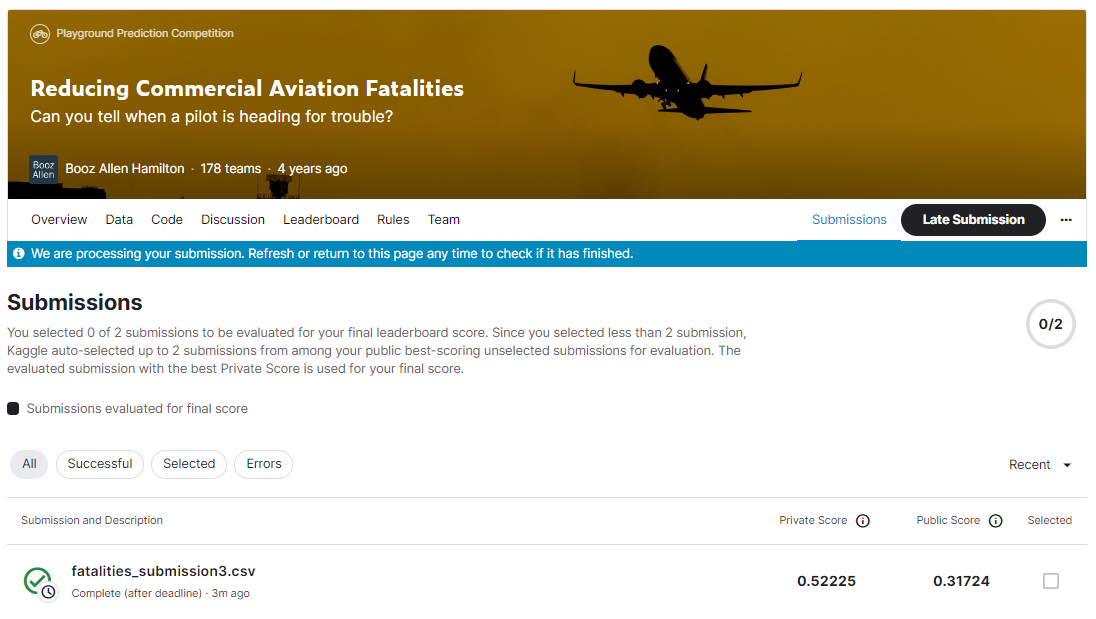 Playground Prediction Competition
Reducing Commercial Aviation Fatalities
Can you tell when a pilot is heading for trouble?
Booz Allen
Booz Allen Hamilton · 178 teams · 4 years ago
Overview Data Code Discussion Leaderboard Rules Team Submissions Late Submission ...
We are processing your submission. Refresh or return to this page any time to check if it has finished.
Submissions
0/2
You selected 0 of 2 submissions to be evaluated for your final leaderboard score. Since you selected less than 2 submission,
Kaggle auto-selected up to 2 submissions from among your public best-scoring unselected submissions for evaluation. The
evaluated submission with the best Private Score is used for your final score.
Submissions evaluated for final score
All Successful Selected Errors Recent
Submission and Description Private Score Public Score Selected
fatalities_submission3.csv 0.52225 0.31724
Complete (after deadline) · 3m ago